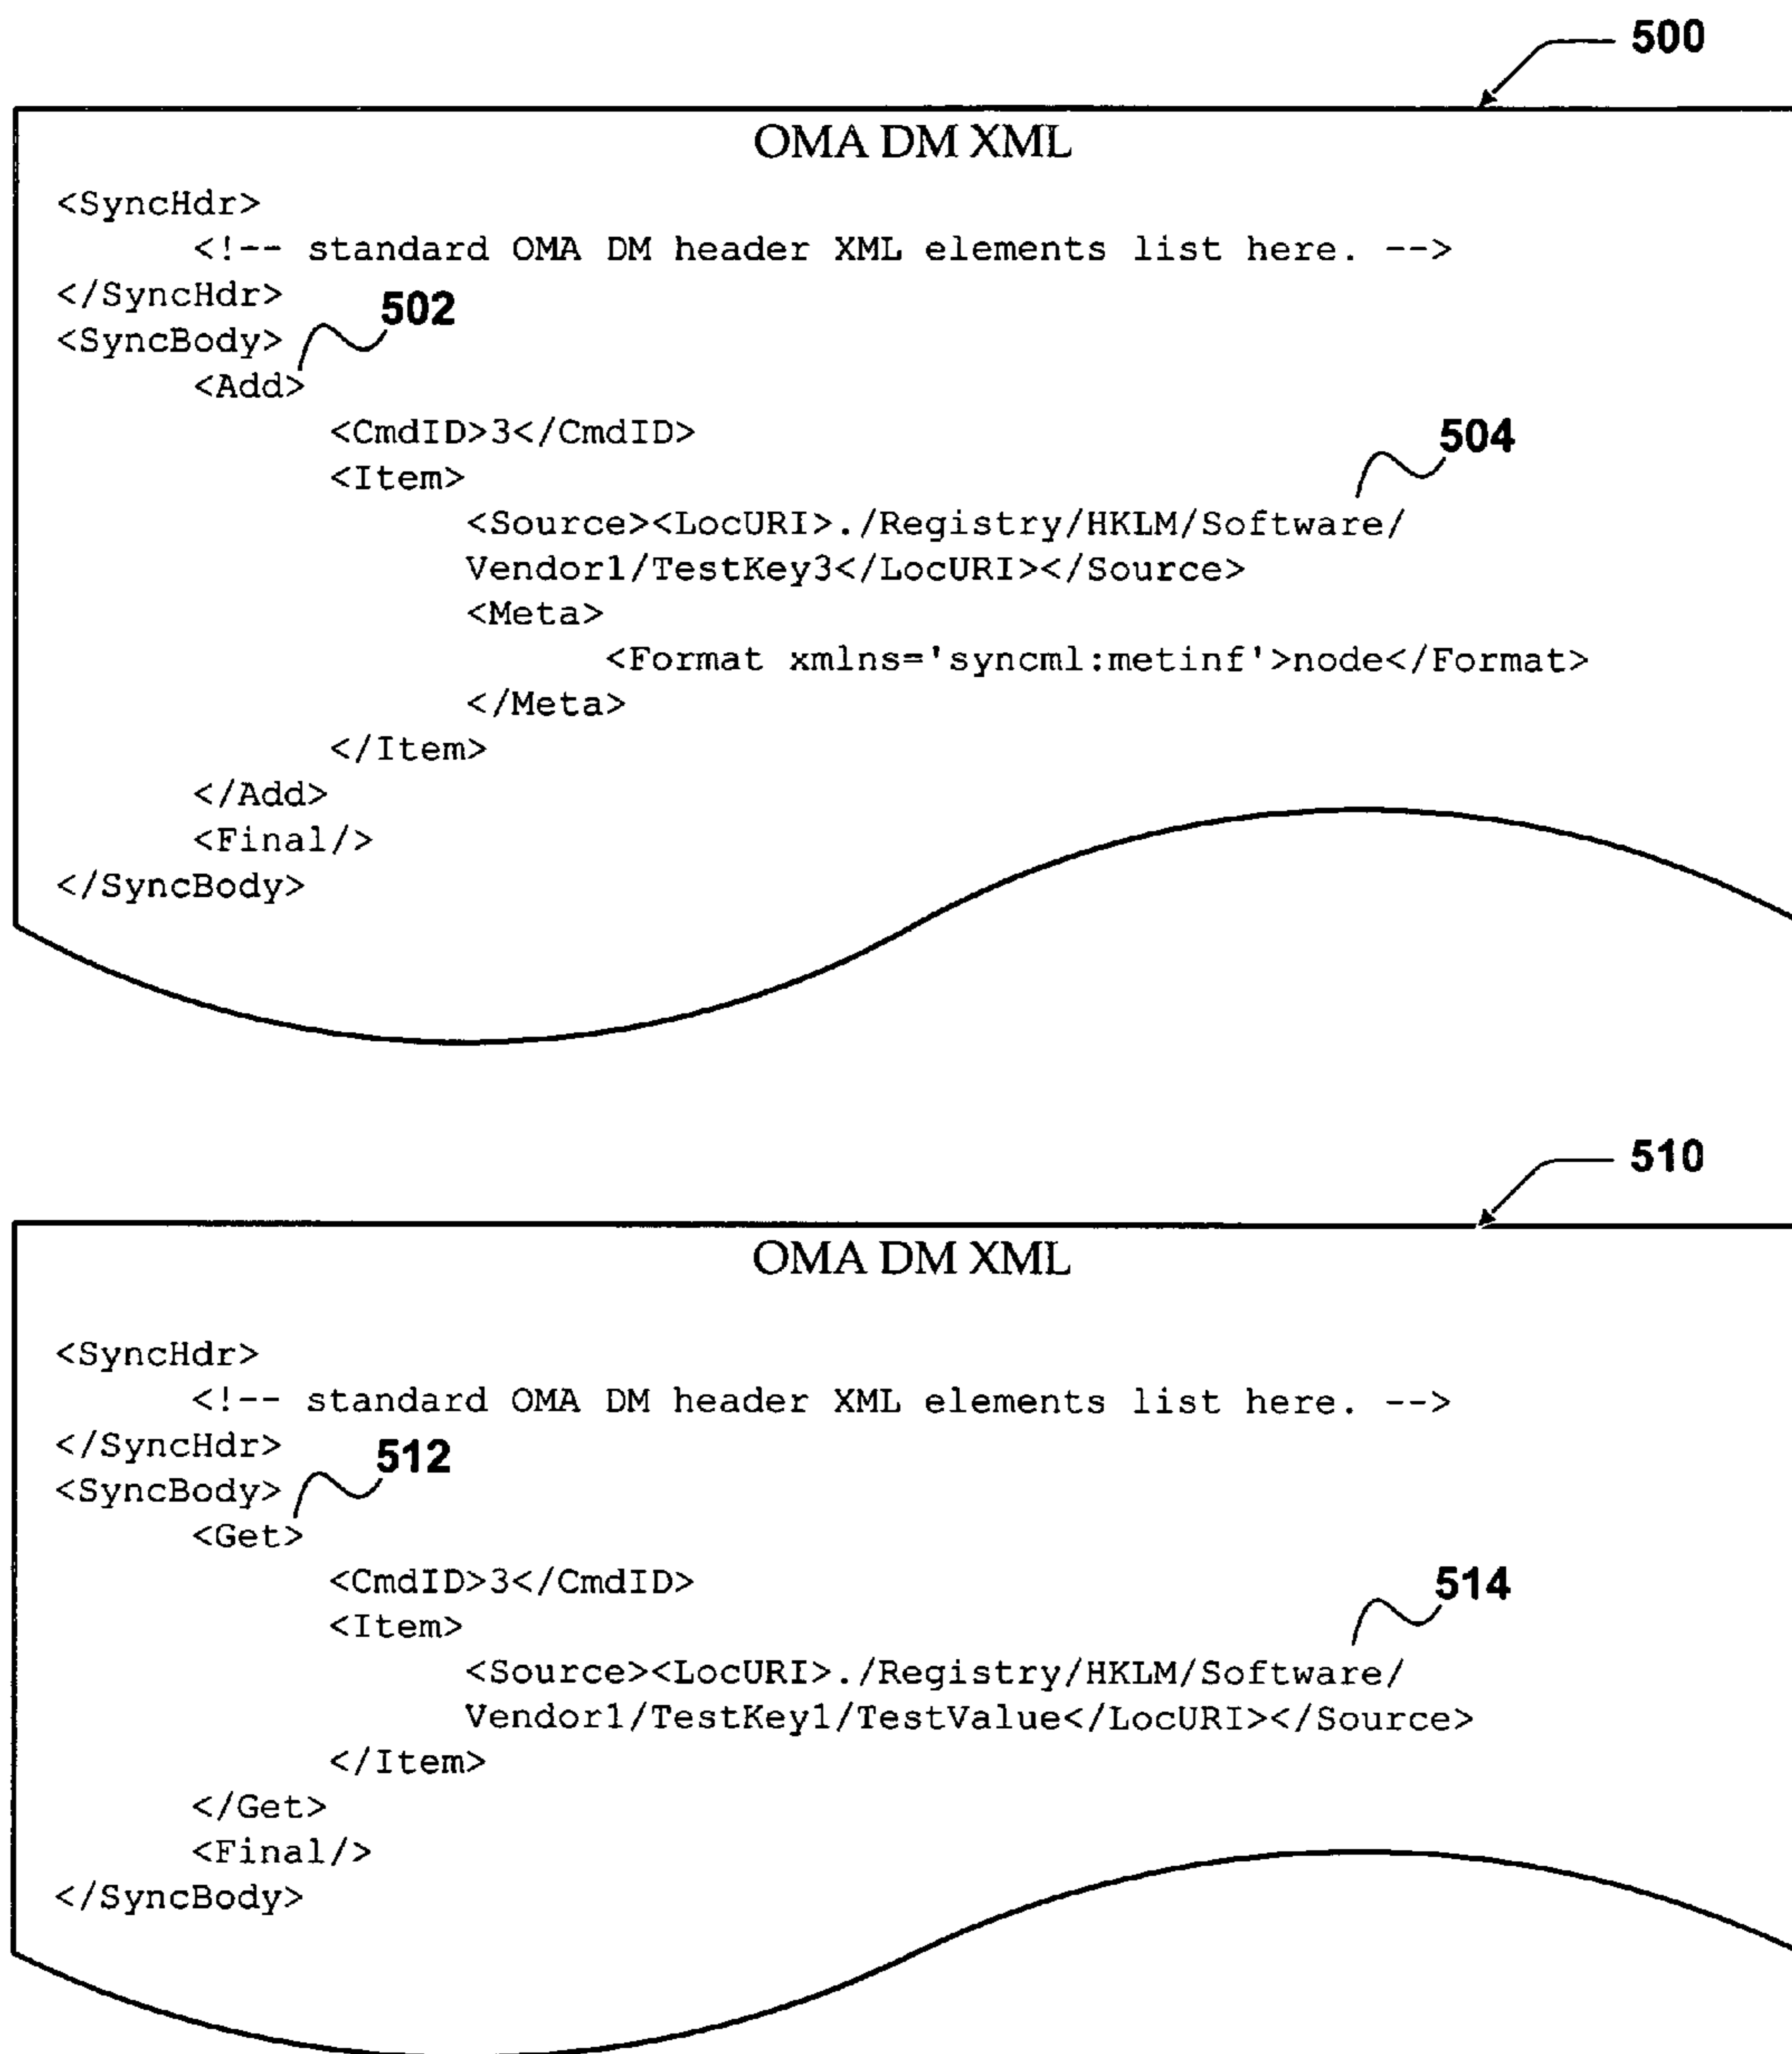 500
OMA DM XML
<SyncHdr>
<!-- standard OMA DM header XML elements list here. -->
</SyncHdr>
502
<SyncBody>
<Add>
<CmdID>3</CmdID>
504
<Item>
<Source><LocURI>./Registry/HKLM/Software/
Vendor1/TestKey3</LocURI></Source>
<Meta>
<Format xmlns='syncml:metinf'>node</Format>
</Meta>
</Item>
</Add>
<Final/>
</SyncBody>
510
OMA DM XML
<SyncHdr>
<!-- standard OMA DM header XML elements list here. -->
</SyncHdr>
512
<SyncBody>
<Get>
<CmdID>3</CmdID>
514
<Item>
<Source><LocURI>./Registry/HKLM/Software/
Vendor1/TestKey1/TestValue</LocURI></Source>
</Item>
</Get>
<Final/>
</SyncBody>